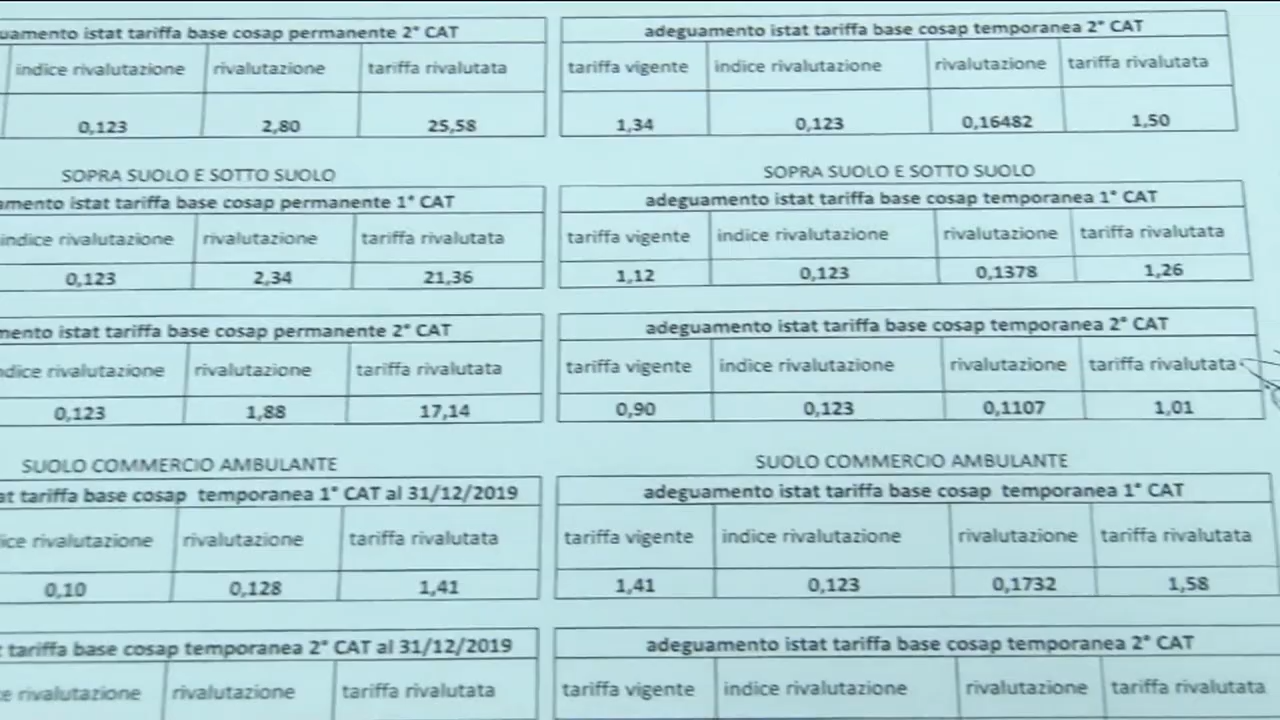 uamento istat tariffa base cosap permanente 2° CAT
indice rivalutazione rivalutazione tariffa rivalutata
0,123 2,80 25,58
adeguamento istat tariffa base cosap temporanea 2° CAT
tariffa vigente indice rivalutazione rivalutazione tariffa rivalutata
1,34 0,123 0,16482 1,50
SOPRA SUOLO E SOTTO SUOLO
amento istat tariffa base cosap permanente 1° CAT
indice rivalutazione rivalutazione tariffa rivalutata
0,123 2,34 21,36
SOPRA SUOLO E SOTTO SUOLO
adeguamento istat tariffa base cosap temporanea 1° CAT
tariffa vigente indice rivalutazione rivalutazione tariffa rivalutata
1,12 0,123 0,1378 1,26
mento istat tariffa base cosap permanente 2° CAT
ndice rivalutazione rivalutazione tariffa rivalutata
0,123 1,88 17,14
adeguamento istat tariffa base cosap temporanea 2° CAT
tariffa vigente indice rivalutazione rivalutazione tariffa rivalutata
0,90 0,123 0,1107 1,01
SUOLO COMMERCIO AMBULANTE
at tariffa base cosap temporanea 1° CAT al 31/12/2019
ice rivalutazione rivalutazione tariffa rivalutata
0,10 0,128 1,41
SUOLO COMMERCIO AMBULANTE
adeguamento istat tariffa base cosap temporanea 1° CAT
tariffa vigente indice rivalutazione rivalutazione tariffa rivalutata
1,41 0,123 0,1732 1,58
t tariffa base cosap temporanea 2° CAT al 31/12/2019
e rivalutazione rivalutazione tariffa rivalutata
adeguamento istat tariffa base cosap temporanea 2° CAT
tariffa vigente indice rivalutazione rivalutazione tariffa rivalutata